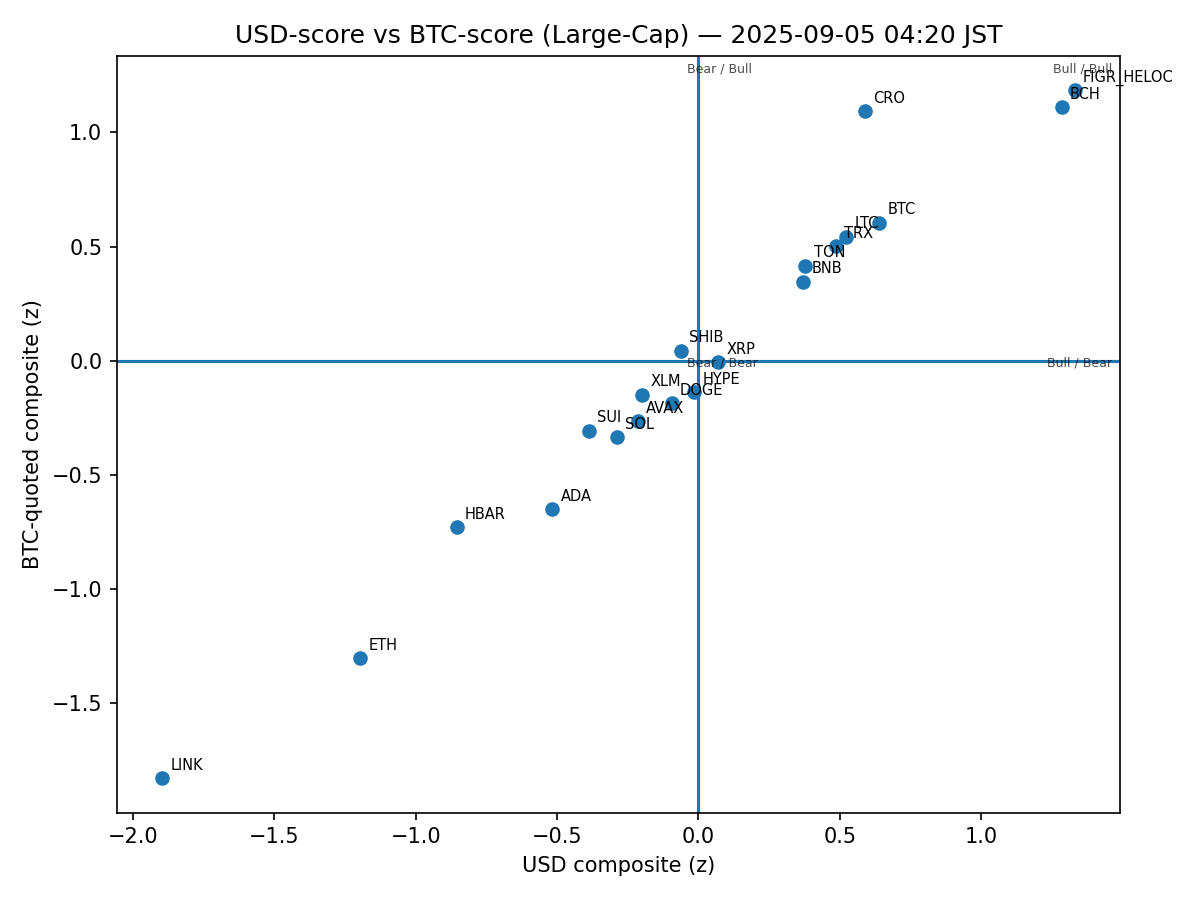 USD-score vs BTC-score (Large-Cap) — 2025-09-05 04:20 JST
Bear / Bull
Bull / Bull
FIGR_HELOC
BCH
CRO
BTC
LTC
TRX
TON
BNB
SHIB
XRP
Bear / Bear
Bull / Bear
HYPE
XLM
DOGE
AVAX
SUI
SOL
ADA
HBAR
ETH
LINK
1.0
0.5
0.0
−0.5
−1.0
−1.5
BTC-quoted composite (z)
−2.0 −1.5 −1.0 −0.5 0.0 0.5 1.0
USD composite (z)